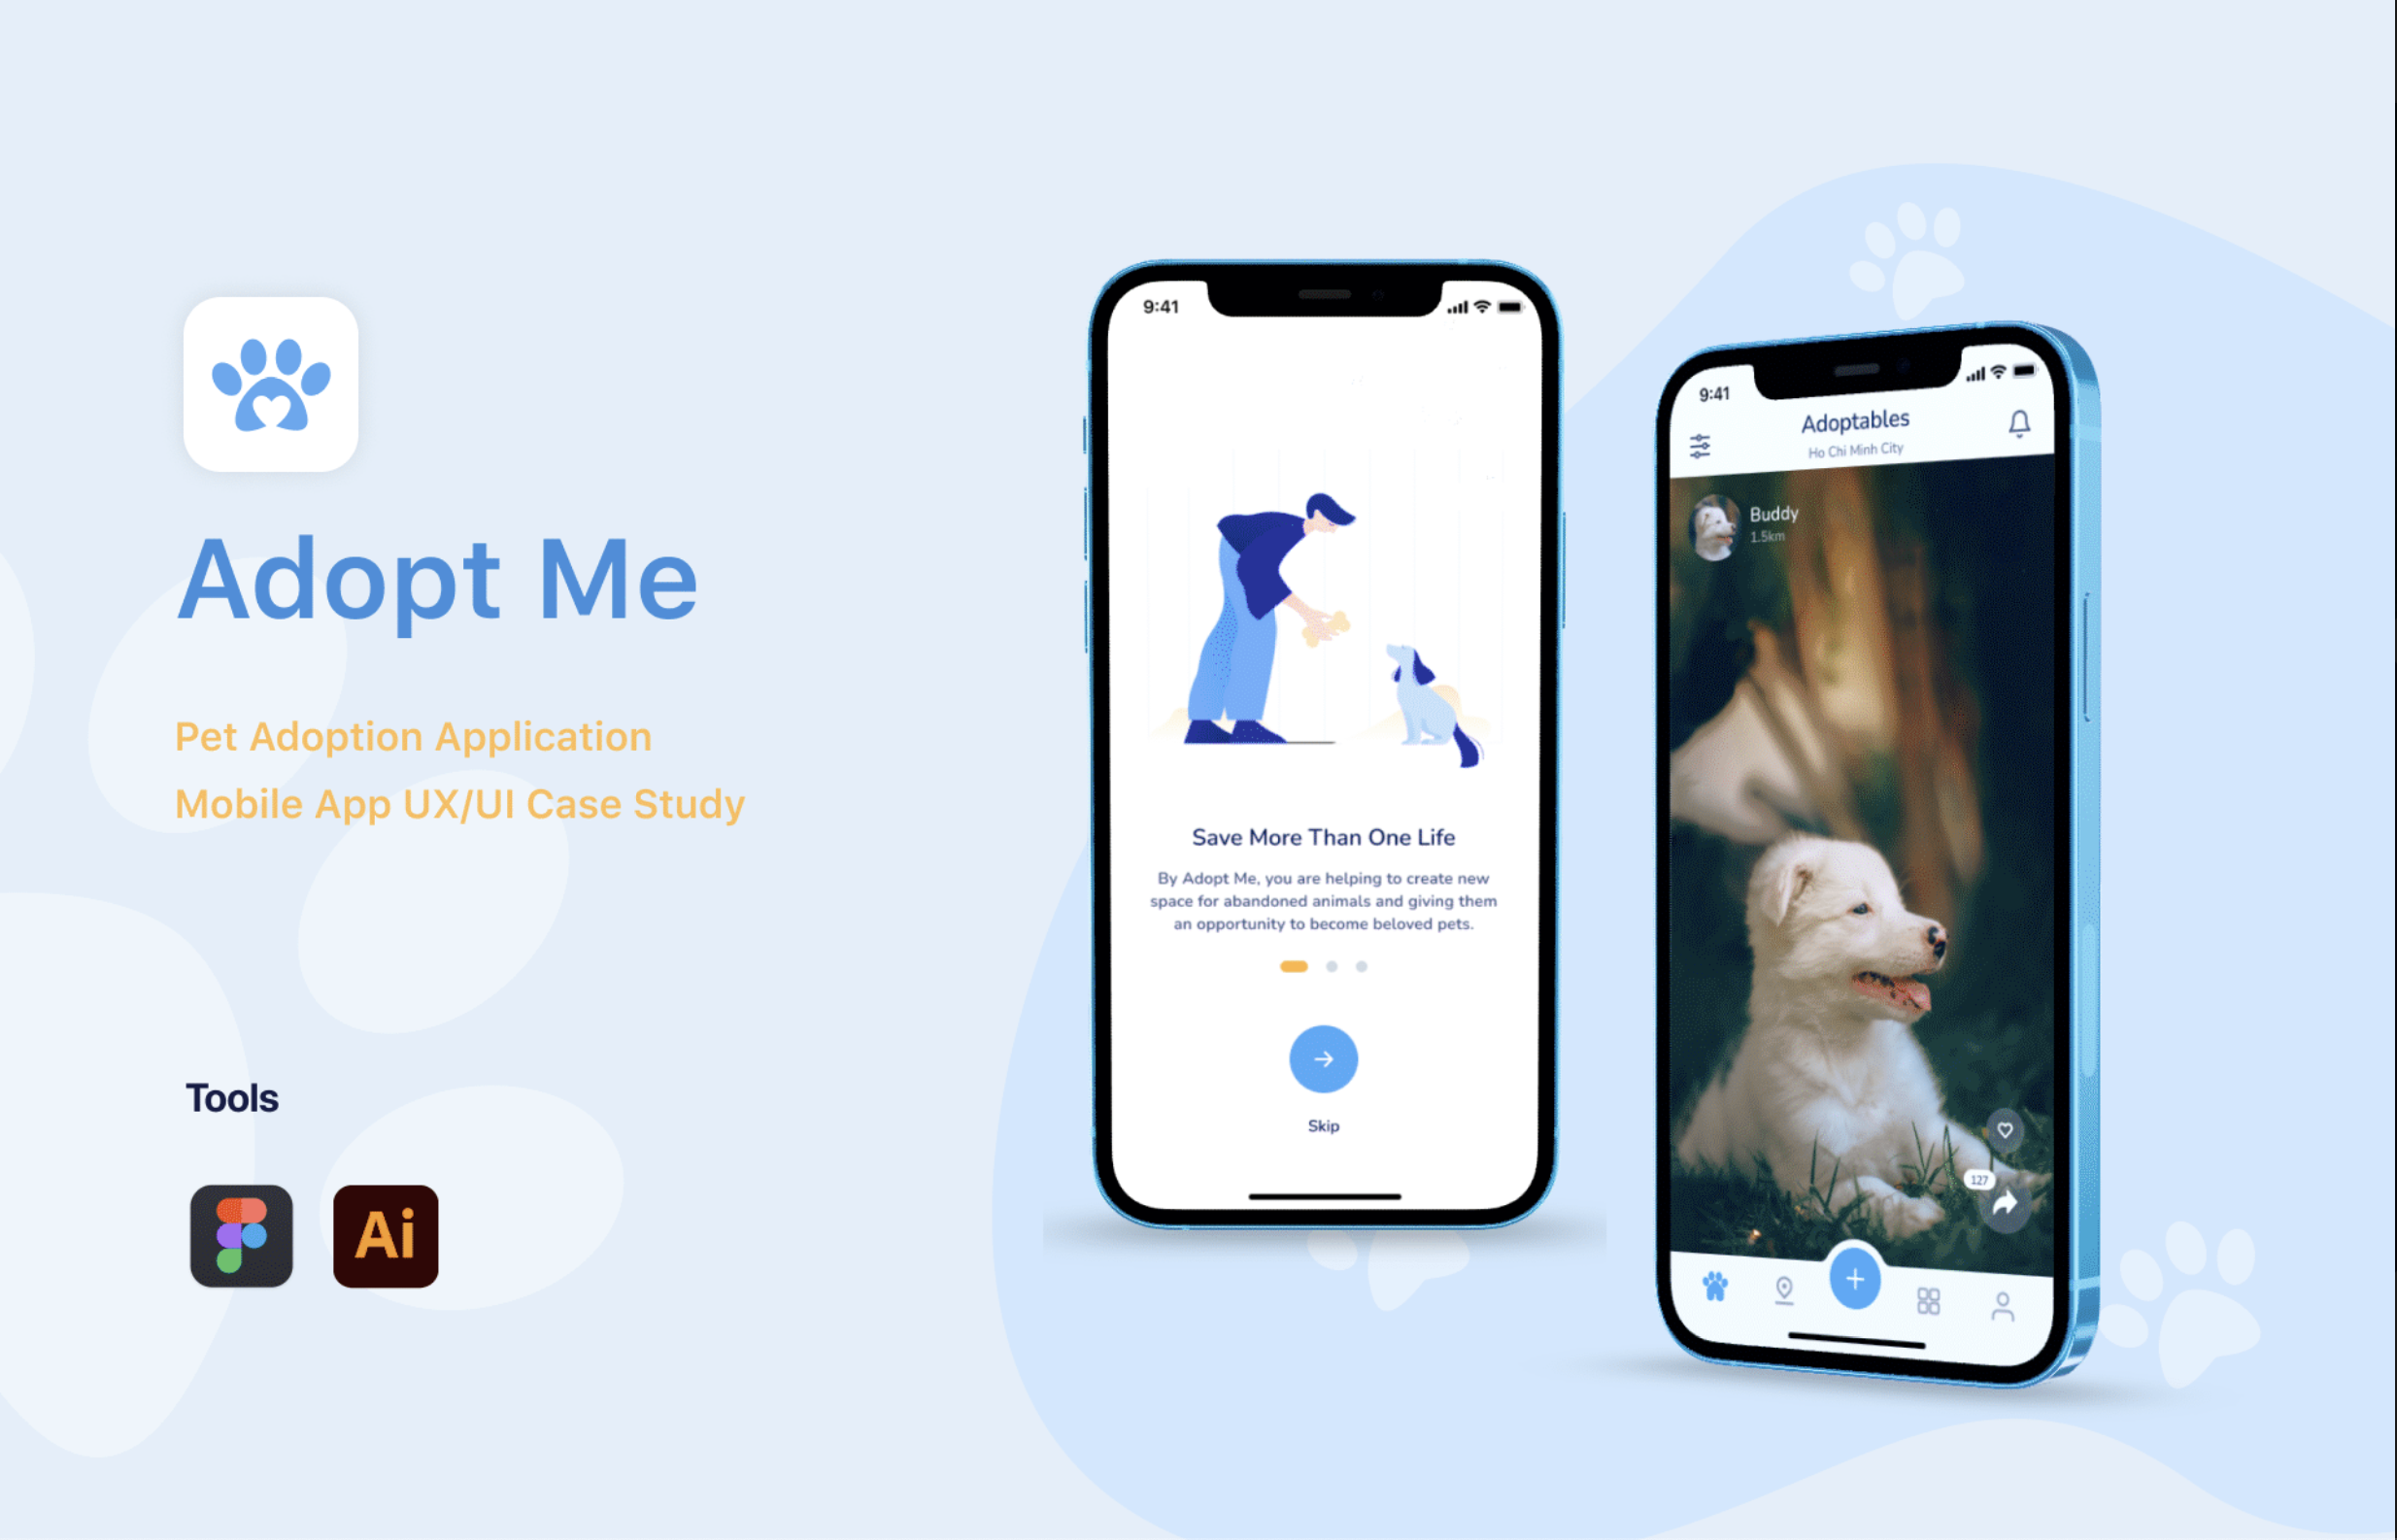 Adopt Me
Pet Adoption Application
Mobile App UX/UI Case Study
Tools
Ai
9:41
Save More Than One Life
By Adopt Me, you are helping to create new
space for abandoned animals and giving them
an opportunity to become beloved pets.
Skip
9:41
Adoptables
Ho Chi Minh City
Buddy
1.5km
127